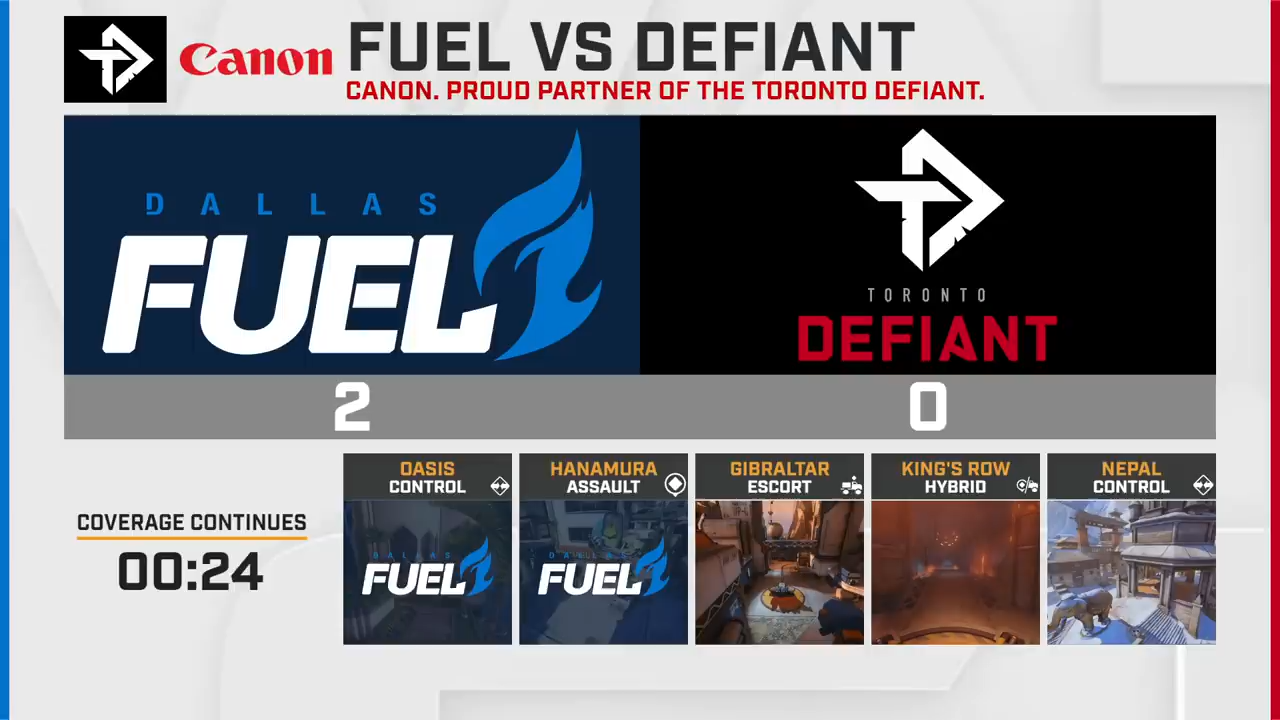 Canon
FUEL VS DEFIANT
CANON. PROUD PARTNER OF THE TORONTO DEFIANT.
DALLAS
FUEL
TORONTO
DEFIANT
2
0
COVERAGE CONTINUES
00:24
OASIS
CONTROL
DALLAS
FUEL
HANAMURA
ASSAULT
DALLAS
FUEL
GIBRALTAR
ESCORT
KING'S ROW
HYBRID
NEPAL
CONTROL